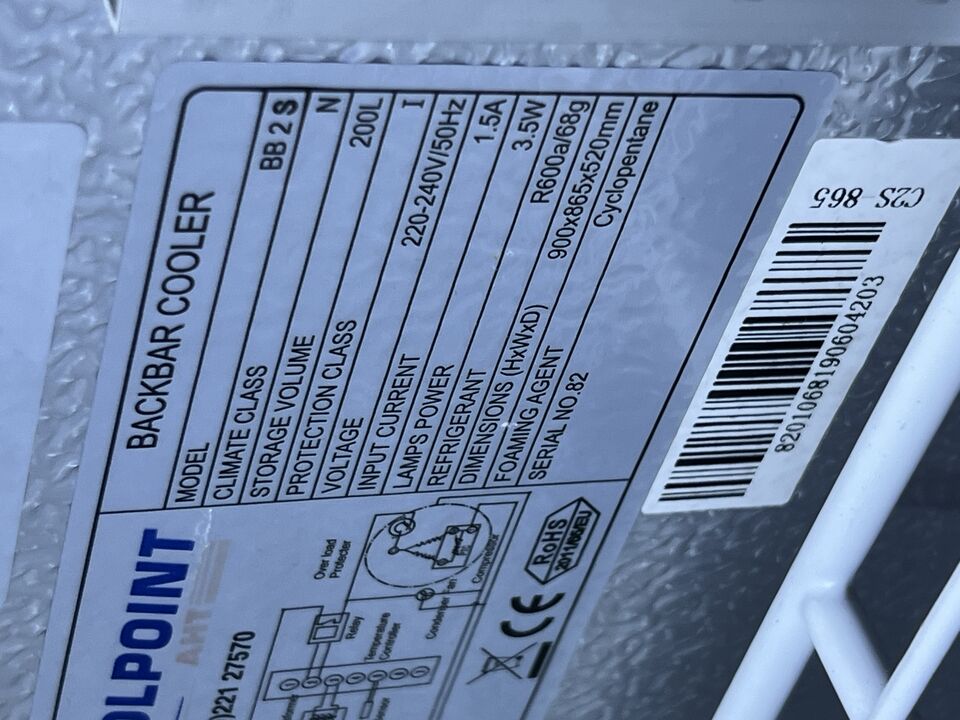 BACKBAR COOLER
MODEL BB 2 S
CLIMATE CLASS N
STORAGE VOLUME 200L
PROTECTION CLASS I
VOLTAGE 220-240V/50Hz
INPUT CURRENT 1.5A
LAMPS POWER 3.5W
REFRIGERANT R600a/68g
DIMENSIONS (HxWxD) 900x865x520mm
FOAMING AGENT Cyclopentane
SERIAL NO.82
OLPOINT
AHT
)221 27570
Over load
Protecter
Relay
Temperature
Controller
Condenser Fan
Compressor
CE
RoHS
2011/65/EU
C2S-865
8201068190604203